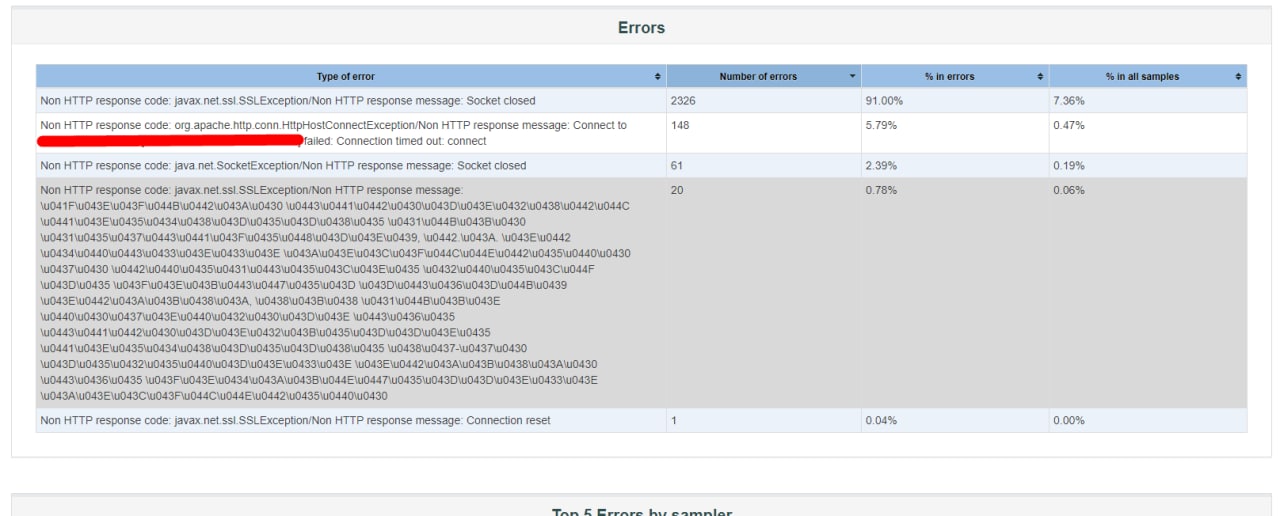 Errors
Type of error Number of errors % in errors % in all samples
Non HTTP response code: javax.net.ssl.SSLException/Non HTTP response message: Socket closed 2326 91.00% 7.36%
Non HTTP response code: org.apache.http.conn.HttpHostConnectException/Non HTTP response message: Connect to 148 5.79% 0.47%
failed: Connection timed out: connect
Non HTTP response code: java.net.SocketException/Non HTTP response message: Socket closed 61 2.39% 0.19%
Non HTTP response code: javax.net.ssl.SSLException/Non HTTP response message: 20 0.78% 0.06%
\u041F\u043E\u043F\u044B\u0442\u043A\u0430 \u0443\u0441\u0442\u0430\u043D\u043E\u0432\u0438\u0442\u044C
\u0441\u043E\u0435\u0434\u0438\u043D\u0435\u043D\u0438\u0435 \u0431\u044B\u043B\u0430
\u0431\u0435\u0437\u0443\u0441\u043F\u0435\u0448\u043D\u043E\u0439, \u0442.\u043A. \u043E\u0442
\u0434\u0440\u0443\u0433\u043E\u0433\u043E \u043A\u043E\u043C\u043F\u044C\u044E\u0442\u0435\u0440\u0430
\u0437\u0430 \u0442\u0440\u0435\u0431\u0443\u0435\u043C\u043E\u0435 \u0432\u0440\u0435\u043C\u044F
\u043D\u0435 \u043F\u043E\u043B\u0443\u0447\u0435\u043D \u043D\u0443\u0436\u043D\u044B\u0439
\u043E\u0442\u043A\u043B\u0438\u043A, \u0438\u043B\u0438 \u0431\u044B\u043B\u043E
\u0440\u0430\u0437\u043E\u0440\u0432\u0430\u043D\u043E \u0443\u0436\u0435
\u0443\u0441\u0442\u0430\u043D\u043E\u0432\u043B\u0435\u043D\u043D\u043E\u0435
\u0441\u043E\u0435\u0434\u0438\u043D\u0435\u043D\u0438\u0435 \u0438\u0437-\u0437\u0430
\u043D\u0435\u0432\u0435\u0440\u043D\u043E\u0433\u043E \u043E\u0442\u043A\u043B\u0438\u043A\u0430
\u0443\u0436\u0435 \u043F\u043E\u0434\u043A\u043B\u044E\u0447\u0435\u043D\u043D\u043E\u0433\u043E
\u043A\u043E\u043C\u043F\u044C\u044E\u0442\u0435\u0440\u0430
Non HTTP response code: javax.net.ssl.SSLException/Non HTTP response message: Connection reset 1 0.04% 0.00%
Top 5 Errors by sampler